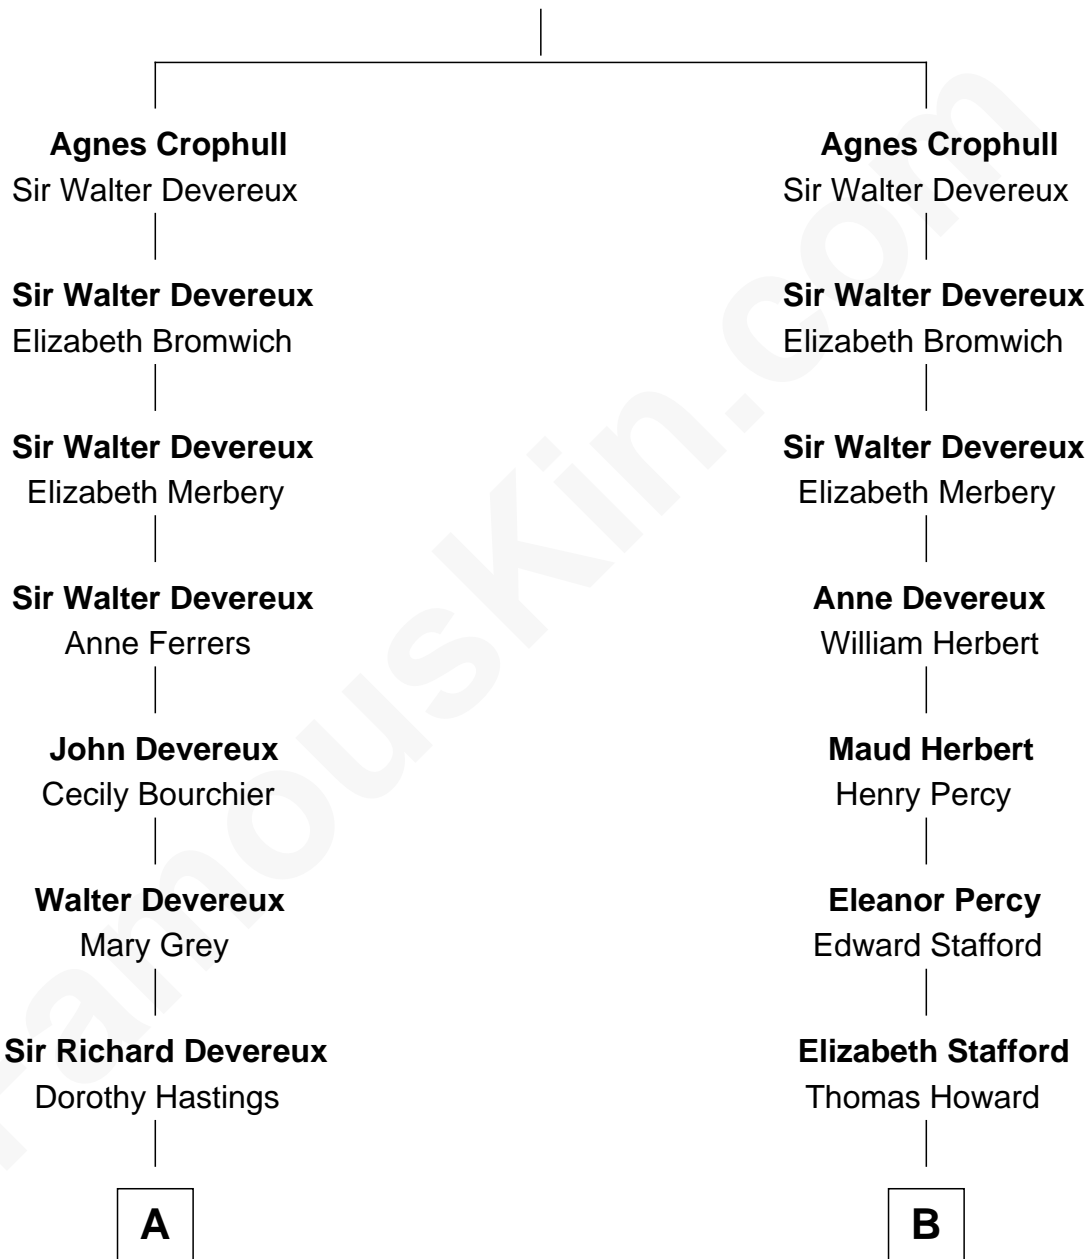 Agnes Crophull
Sir Walter Devereux
Sir Walter Devereux
Elizabeth Bromwich
Sir Walter Devereux
Elizabeth Merbery
Sir Walter Devereux
Anne Ferrers
John Devereux
Cecily Bourchier
Walter Devereux
Mary Grey
Sir Richard Devereux
Dorothy Hastings
A
Agnes Crophull
Sir Walter Devereux
Sir Walter Devereux
Elizabeth Bromwich
Sir Walter Devereux
Elizabeth Merbery
Anne Devereux
William Herbert
Maud Herbert
Henry Percy
Eleanor Percy
Edward Stafford
Elizabeth Stafford
Thomas Howard
B
FamousKin.com